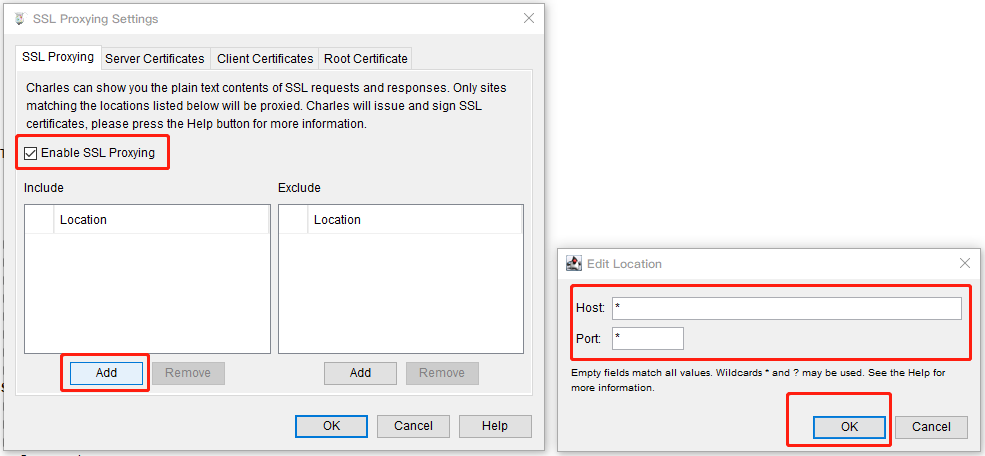 SSL Proxying Settings
SSL Proxying Server Certificates Client Certificates Root Certificate
Charles can show you the plain text contents of SSL requests and responses. Only sites
matching the locations listed below will be proxied. Charles will issue and sign SSL
certificates, please press the Help button for more information.
Enable SSL Proxying
Include Exclude
Location Location
Add Remove Add Remove
OK Cancel Help
Edit Location
Host: *
Port: *
Empty fields match all values. Wildcards * and ? may be used. See the Help for
more information.
OK Cancel